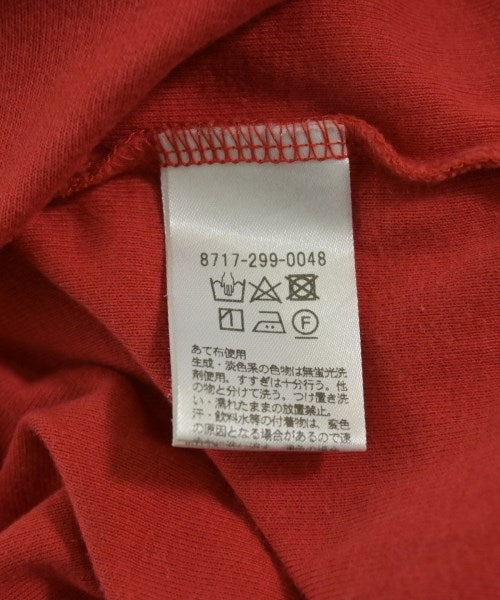 8717-299-0048
F
あて布使用
生成・淡色系の色物は無蛍光洗
剤使用。すすぎは十分行う。他
の物と分けて洗う。つけ置き洗
い・濡れたままの放置禁止。
汗・飲料水等の付着物は、変色
の原因となる場合があるので速